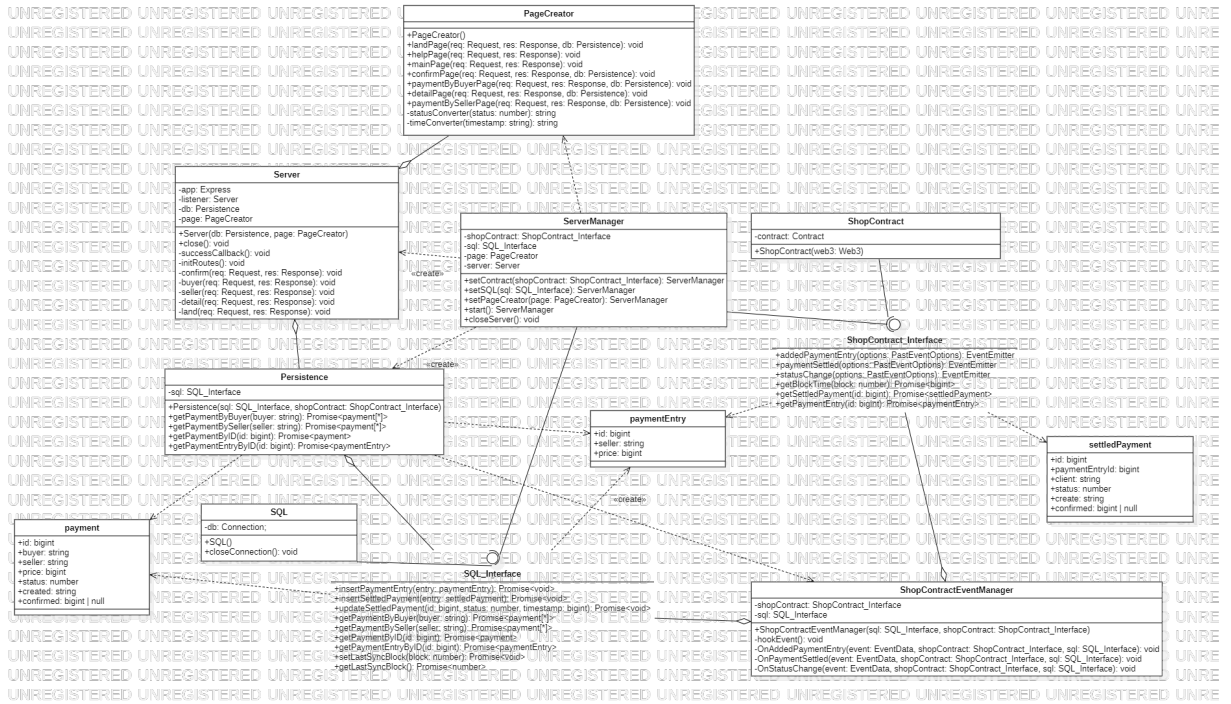 PageCreator
+PageCreator()
+landPage(req: Request, res: Response, db: Persistence): void
+helpPage(req: Request, res: Response): void
+mainPage(req: Request, res: Response): void
+confirmPage(req: Request, res: Response, db: Persistence): void
+paymentByBuyerPage(req: Request, res: Response, db: Persistence): void
+detailPage(req: Request, res: Response, db: Persistence): void
+paymentBySellerPage(req: Request, res: Response, db: Persistence): void
-statusConverter(status: number): string
-timeConverter(timestamp: string): string
Server
-app: Express
-listener: Server
-db: Persistence
-page: PageCreator
+Server(db: Persistence, page: PageCreator)
+close(): void
-successCallback(): void
-initRoutes(): void
-confirm(req: Request, res: Response): void
-buyer(req: Request, res: Response): void
-seller(req: Request, res: Response): void
-detail(req: Request, res: Response): void
-land(req: Request, res: Response): void
ServerManager
-shopContract: ShopContract_Interface
-sql: SQL_Interface
-page: PageCreator
-server: Server
+setContract(shopContract: ShopContract_Interface): ServerManager
+setSQL(sql: SQL_Interface): ServerManager
+setPageCreator(page: PageCreator): ServerManager
+start(): ServerManager
+closeServer(): void
ShopContract
-contract: Contract
+ShopContract(web3: Web3)
«create»
«create»
ShopContract_Interface
+addedPaymentEntry(options: PastEventOptions): EventEmitter
+paymentSettled(options: PastEventOptions): EventEmitter
+statusChange(options: PastEventOptions): EventEmitter
+getBlockTime(block: number): Promise<bigint>
+getSettledPayment(id: bigint): Promise<settledPayment>
+getPaymentEntry(id: bigint): Promise<paymentEntry>
Persistence
-sql: SQL_Interface
+Persistence(sql: SQL_Interface, shopContract: ShopContract_Interface)
+getPaymentByBuyer(buyer: string): Promise<payment[*]>
+getPaymentBySeller(seller: string): Promise<payment[*]>
+getPaymentByID(id: bigint): Promise<payment>
+getPaymentEntryByID(id: bigint): Promise<paymentEntry>
paymentEntry
+id: bigint
+seller: string
+price: bigint
settledPayment
+id: bigint
+paymentEntryId: bigint
+client: string
+status: number
+create: string
+confirmed: bigint | null
«create»
SQL
-db: Connection;
+SQL()
+closeConnection(): void
payment
+id: bigint
+buyer: string
+seller: string
+price: bigint
+status: number
+created: string
+confirmed: bigint | null
SQL_Interface
+insertPaymentEntry(entry: paymentEntry): Promise<void>
+insertSettledPayment(entry: settledPayment): Promise<void>
+updateSettledPayment(id: bigint, status: number, timestamp: bigint): Promise<void>
+getPaymentByBuyer(buyer: string): Promise<payment[*]>
+getPaymentBySeller(seller: string): Promise<payment[*]>
+getPaymentByID(id: bigint): Promise<payment>
+getPaymentEntryByID(id: bigint): Promise<paymentEntry>
+setLastSyncBlock(block: number): Promise<void>
+getLastSyncBlock(): Promise<number>
ShopContractEventManager
-shopContract: ShopContract_Interface
-sql: SQL_Interface
+ShopContractEventManager(sql: SQL_Interface, shopContract: ShopContract_Interface)
-hookEvent(): void
-OnAddedPaymentEntry(event: EventData, shopContract: ShopContract_Interface, sql: SQL_Interface): void
-OnPaymentSettled(event: EventData, shopContract: ShopContract_Interface, sql: SQL_Interface): void
-OnStatusChange(event: EventData, shopContract: ShopContract_Interface, sql: SQL_Interface): void